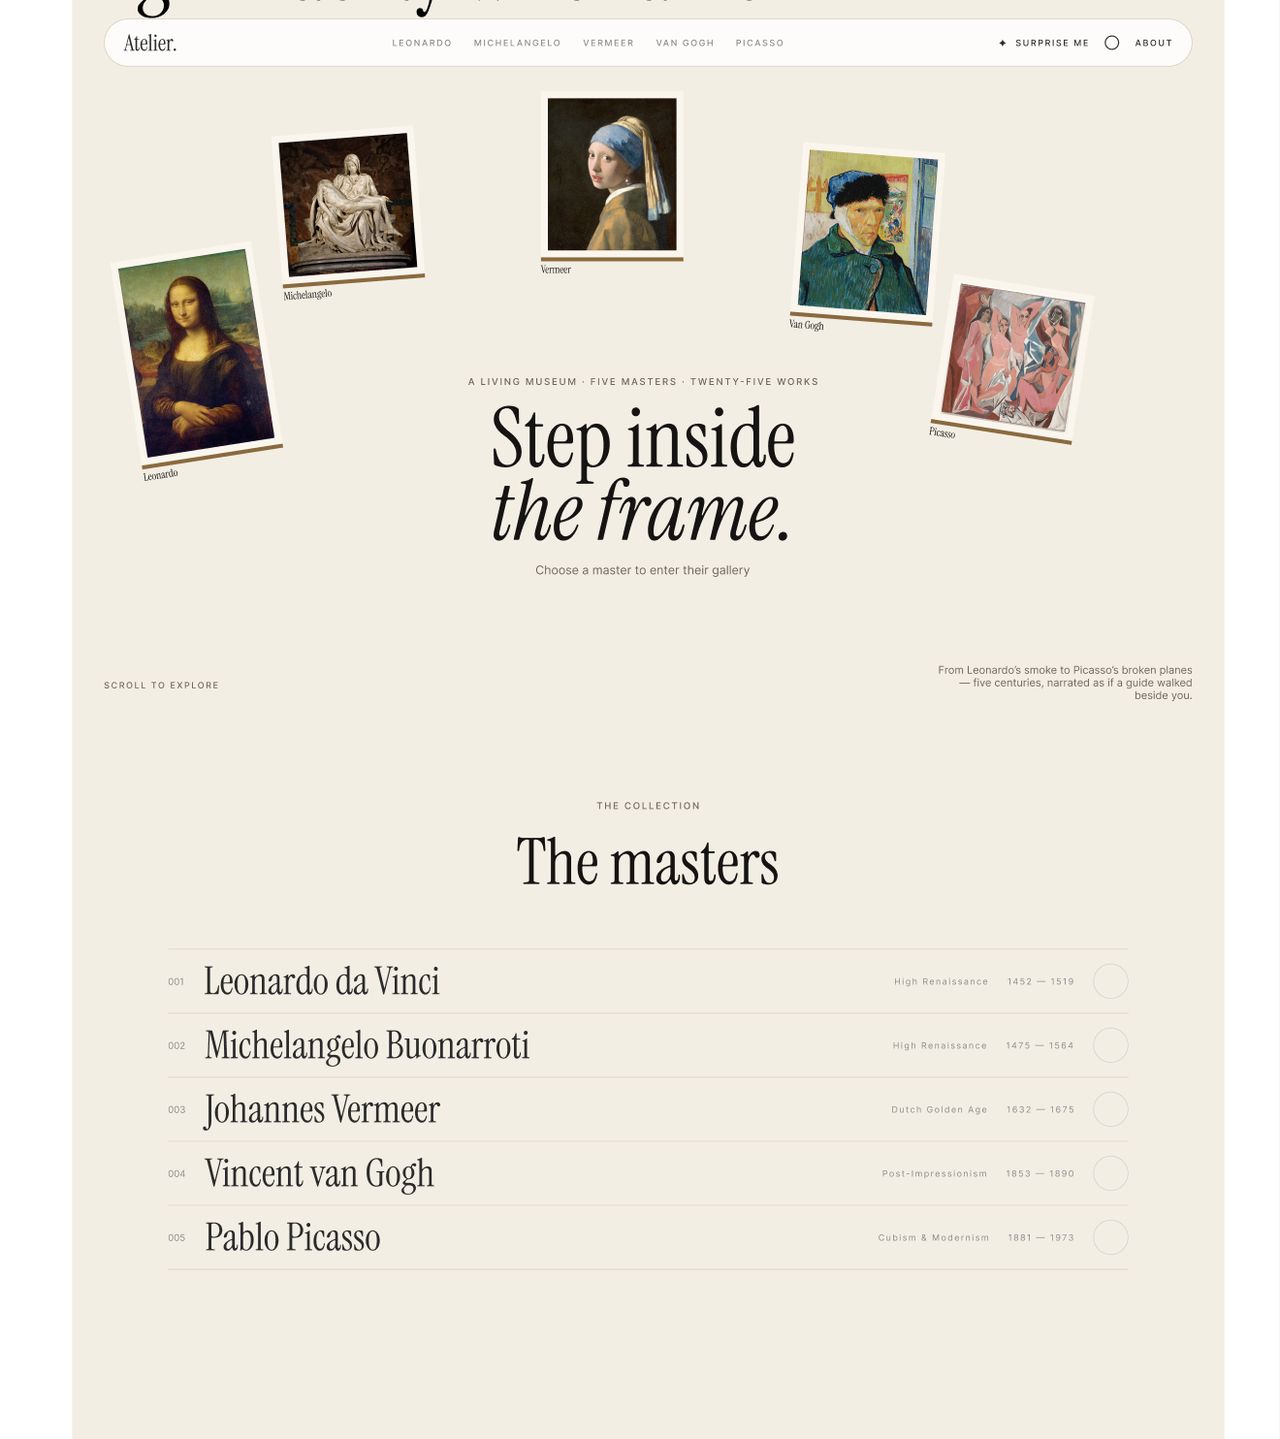 Atelier.
LEONARDO
MICHELANGELO
VERMEER
VAN GOGH
PICASSO
✦ SURPRISE ME
ABOUT
Vermeer
Michelangelo
Van Gogh
Picasso
Leonardo
A LIVING MUSEUM · FIVE MASTERS · TWENTY-FIVE WORKS
Step inside
the frame.
Choose a master to enter their gallery
SCROLL TO EXPLORE
From Leonardo’s smoke to Picasso’s broken planes
— five centuries, narrated as if a guide walked
beside you.
THE COLLECTION
The masters
001 Leonardo da Vinci High Renaissance 1452 — 1519
002 Michelangelo Buonarroti High Renaissance 1475 — 1564
003 Johannes Vermeer Dutch Golden Age 1632 — 1675
004 Vincent van Gogh Post-Impressionism 1853 — 1890
005 Pablo Picasso Cubism & Modernism 1881 — 1973